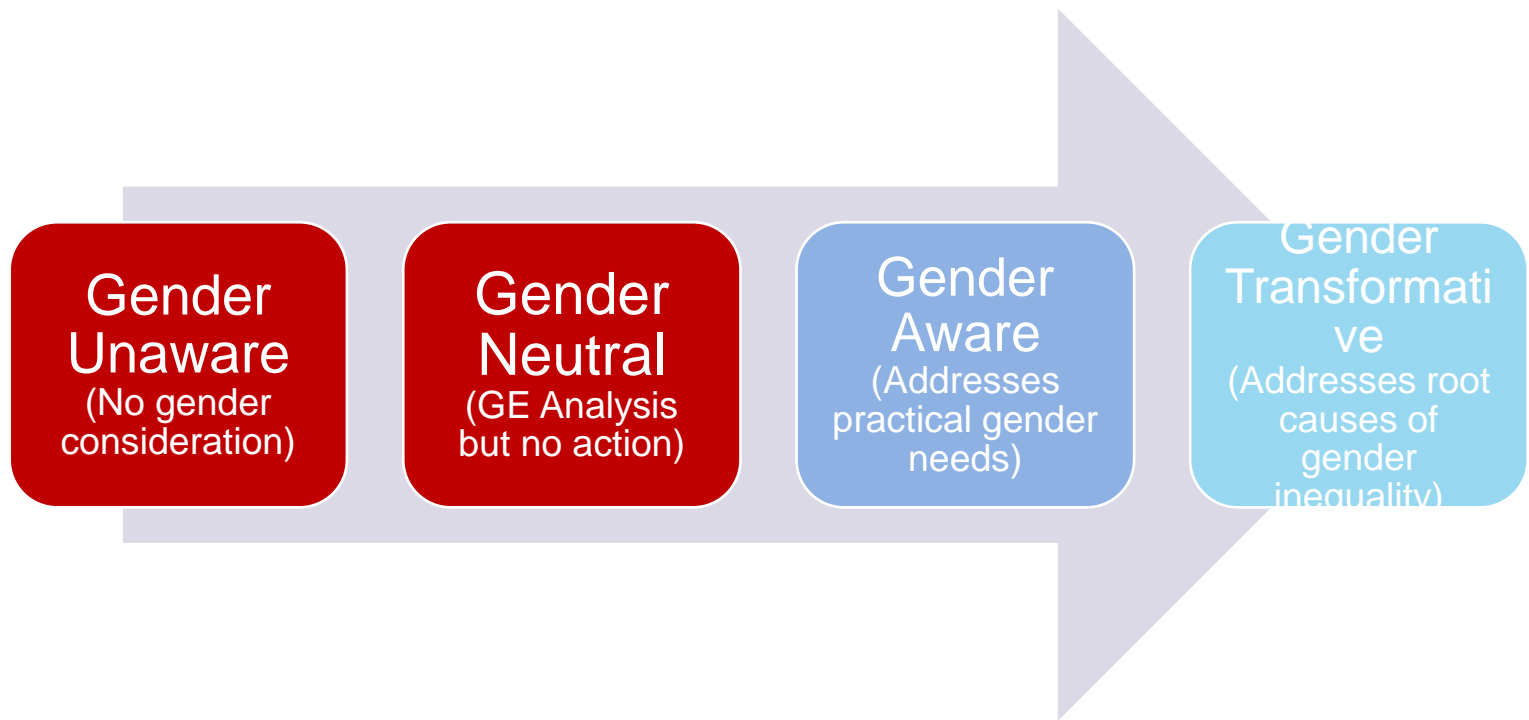 Gender
Unaware
(No gender
consideration)
Gender
Neutral
(GE Analysis
but no action)
Gender
Aware
(Addresses
practical gender
needs)
Gender
Transformati
ve
(Addresses root
causes of
gender
inequality)